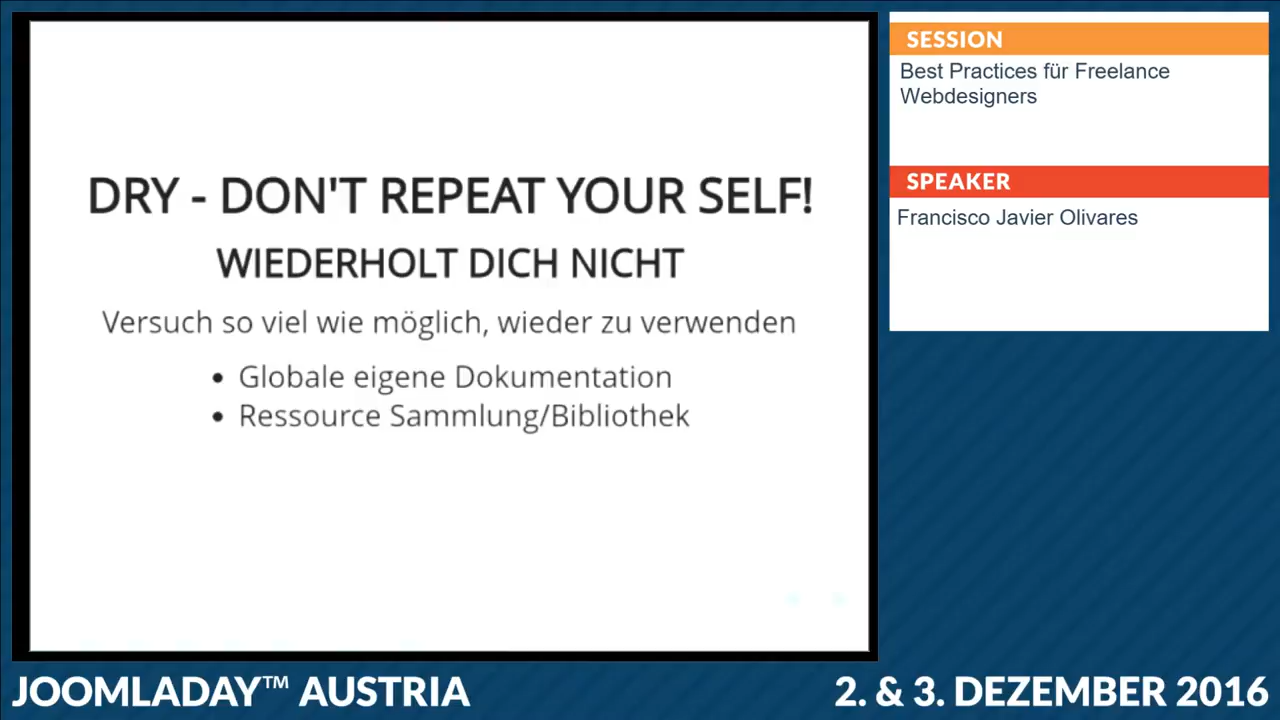 DRY - DON'T REPEAT YOUR SELF!
WIEDERHOLT DICH NICHT
Versuch so viel wie möglich, wieder zu verwenden
• Globale eigene Dokumentation
• Ressource Sammlung/Bibliothek
SESSION
Best Practices für Freelance
Webdesigners
SPEAKER
Francisco Javier Olivares
JOOMLADAY™ AUSTRIA
2. & 3. DEZEMBER 2016